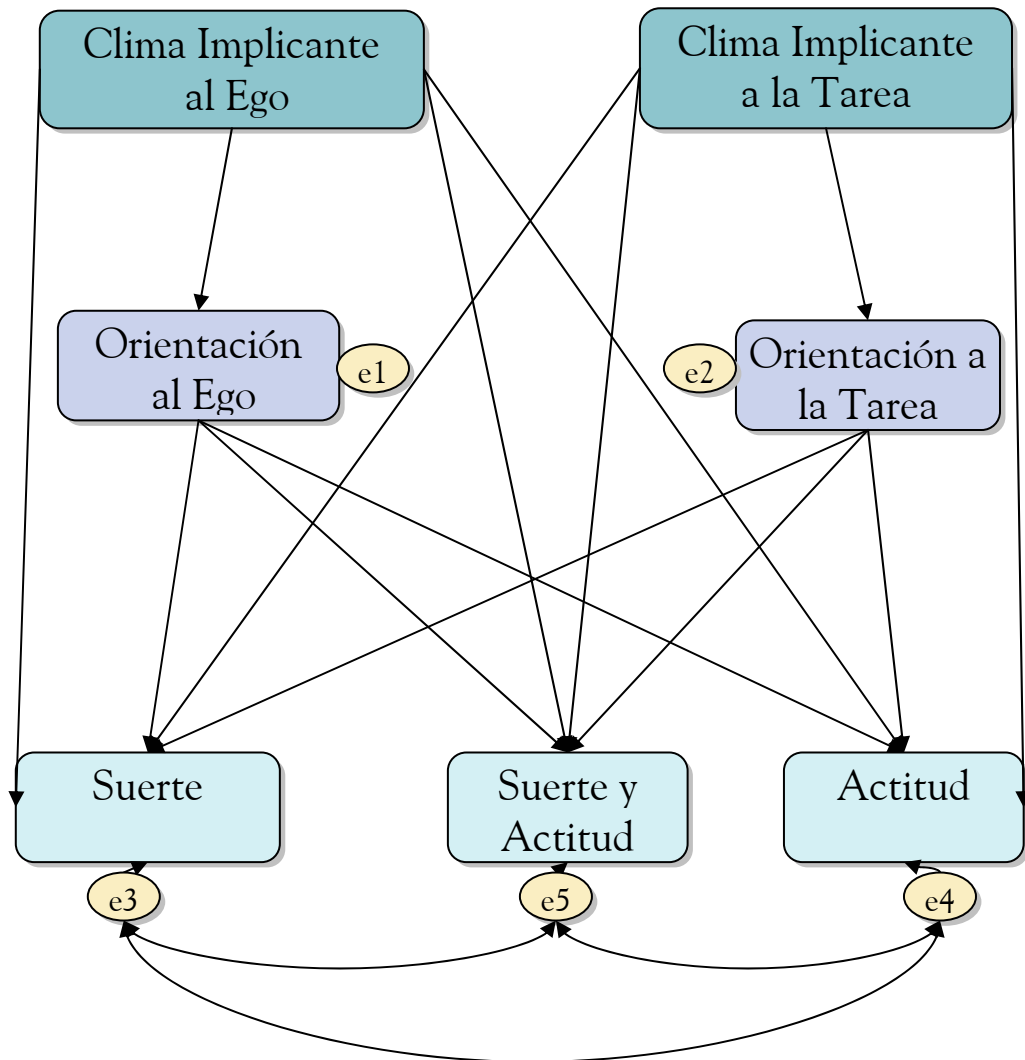 Clima Implicante
al Ego
Clima Implicante
a la Tarea
Orientación
al Ego
e1
e2
Orientación a
la Tarea
Suerte
Suerte y
Actitud
Actitud
e3
e5
e4